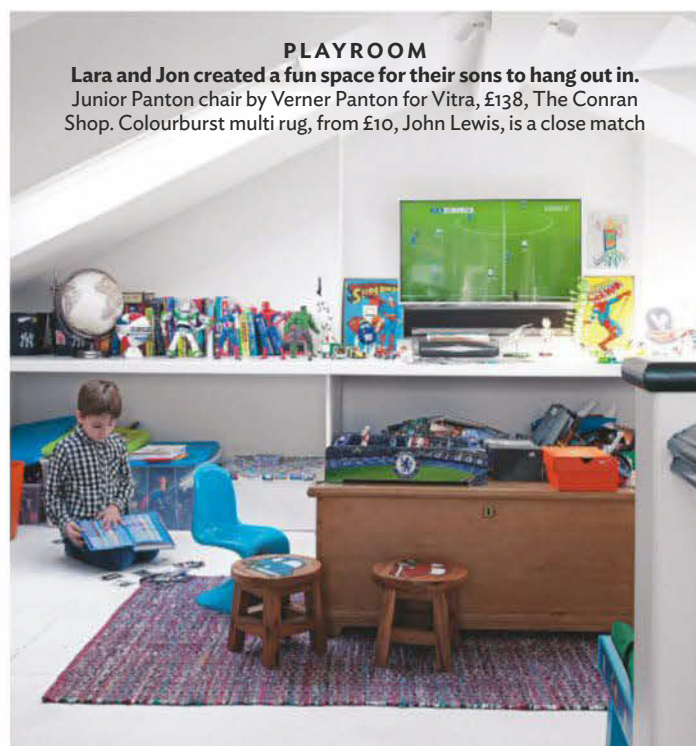 PLAYROOM
Lara and Jon created a fun space for their sons to hang out in.
Junior Panton chair by Verner Panton for Vitra, £138, The Conran
Shop. Colourburst multi rug, from £10, John Lewis, is a close match
SUPERMAN